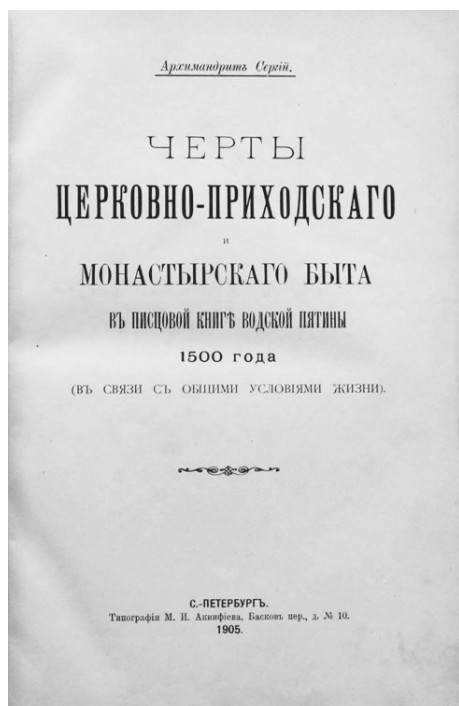 Архимандритъ Сергій.
ЧЕРТЫ
ЦЕРКОВНО-ПРИХОДСКАГО
И
МОНАСТЫРСКАГО БЫТА
ВЪ ПИСЦОВОЙ КНИГѢ ВОДСКОЙ ПЯТИНЫ
1500 года
(ВЪ СВЯЗИ СЪ ОБЩИМИ УСЛОВІЯМИ ЖИЗНИ).
С.-ПЕТЕРБУРГЪ.
Типографія М. И. Акинфіева, Басковъ пер., д. № 10.
1905.